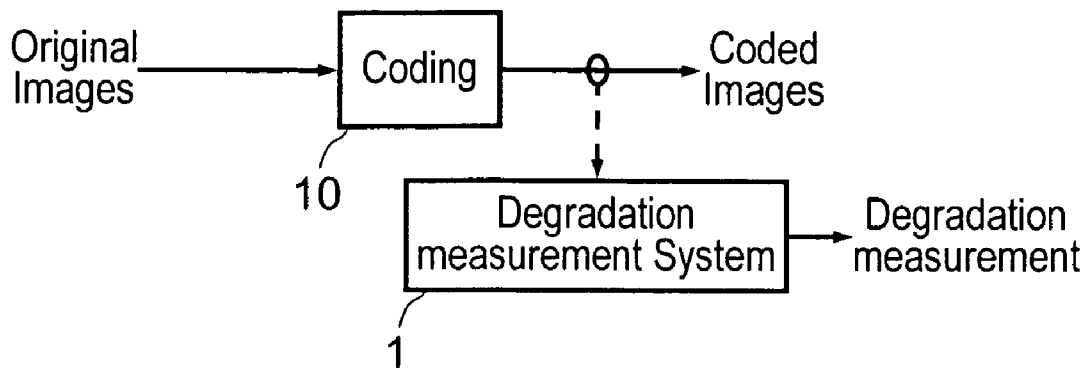 Original
Images
Coding
Coded
Images
10
Degradation
measurement System
Degradation
measurement
1